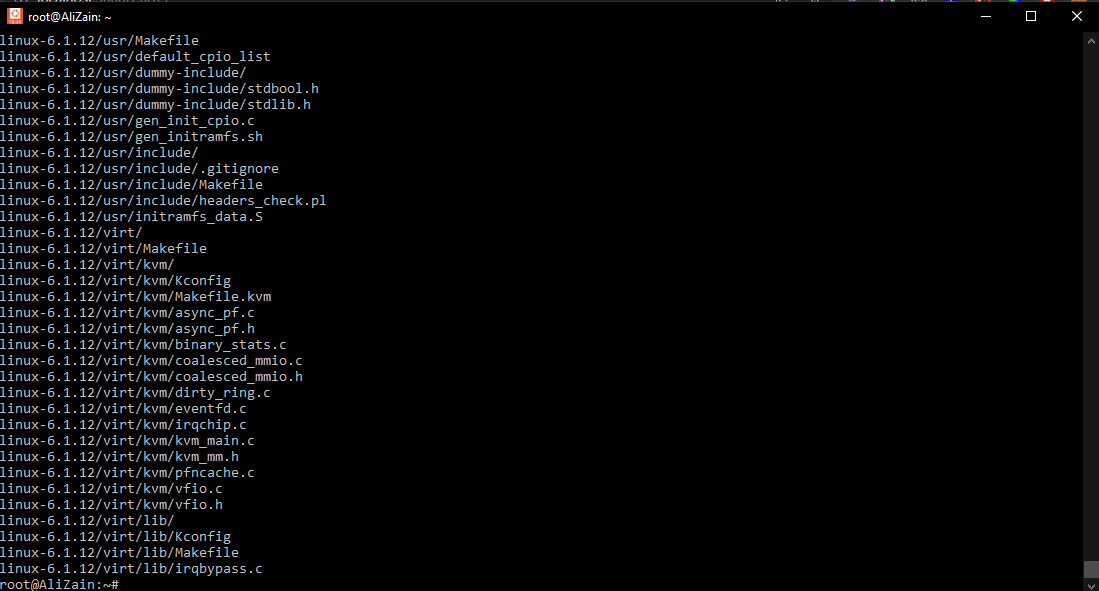 root@AliZain: ~
linux-6.1.12/usr/Makefile
linux-6.1.12/usr/default_cpio_list
linux-6.1.12/usr/dummy-include/
linux-6.1.12/usr/dummy-include/stdbool.h
linux-6.1.12/usr/dummy-include/stdlib.h
linux-6.1.12/usr/gen_init_cpio.c
linux-6.1.12/usr/gen_initramfs.sh
linux-6.1.12/usr/include/
linux-6.1.12/usr/include/.gitignore
linux-6.1.12/usr/include/Makefile
linux-6.1.12/usr/include/headers_check.pl
linux-6.1.12/usr/initramfs_data.S
linux-6.1.12/virt/
linux-6.1.12/virt/Makefile
linux-6.1.12/virt/kvm/
linux-6.1.12/virt/kvm/Kconfig
linux-6.1.12/virt/kvm/Makefile.kvm
linux-6.1.12/virt/kvm/async_pf.c
linux-6.1.12/virt/kvm/async_pf.h
linux-6.1.12/virt/kvm/binary_stats.c
linux-6.1.12/virt/kvm/coalesced_mmio.c
linux-6.1.12/virt/kvm/coalesced_mmio.h
linux-6.1.12/virt/kvm/dirty_ring.c
linux-6.1.12/virt/kvm/eventfd.c
linux-6.1.12/virt/kvm/irqchip.c
linux-6.1.12/virt/kvm/kvm_main.c
linux-6.1.12/virt/kvm/kvm_mm.h
linux-6.1.12/virt/kvm/pfncache.c
linux-6.1.12/virt/kvm/vfio.c
linux-6.1.12/virt/kvm/vfio.h
linux-6.1.12/virt/lib/
linux-6.1.12/virt/lib/Kconfig
linux-6.1.12/virt/lib/Makefile
linux-6.1.12/virt/lib/irqbypass.c
root@AliZain:~#